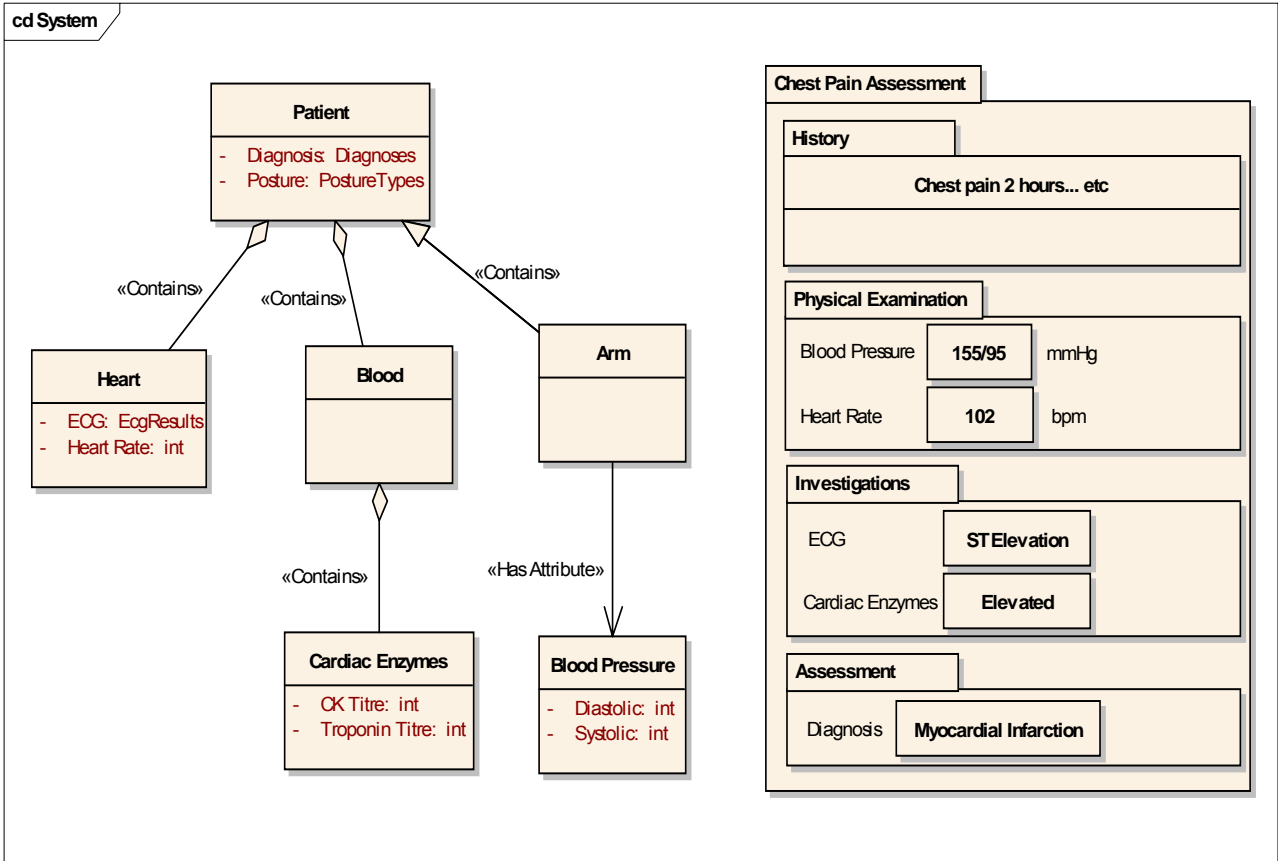 cd System
Patient
- Diagnosis: Diagnoses
- Posture: PostureTypes
«Contains»
«Contains»
«Contains»
Heart
- ECG: EcgResults
- Heart Rate: int
Blood
Arm
«Contains»
«Has Attribute»
Cardiac Enzymes
- CK Titre: int
- Troponin Titre: int
Blood Pressure
- Diastolic: int
- Systolic: int
Chest Pain Assessment
History
Chest pain 2 hours... etc
Physical Examination
Blood Pressure 155/95 mmHg
Heart Rate 102 bpm
Investigations
ECG ST Elevation
Cardiac Enzymes Elevated
Assessment
Diagnosis Myocardial Infarction